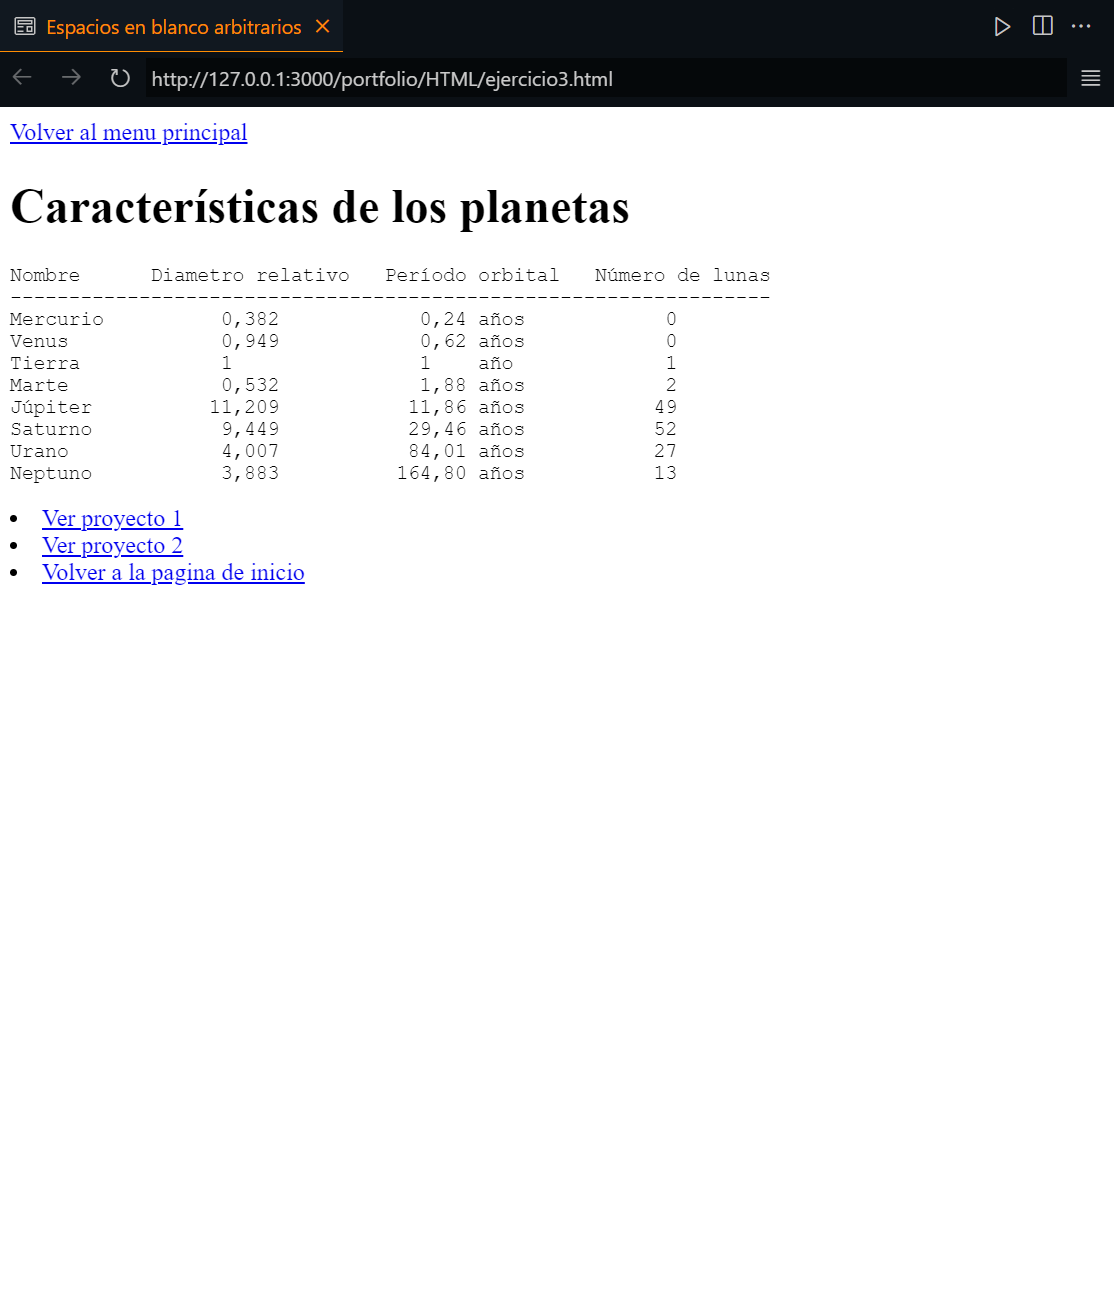 Espacios en blanco arbitrarios
http://127.0.0.1:3000/portfolio/HTML/ejercicio3.html
Volver al menu principal
Características de los planetas
Nombre      Diametro relativo   Período orbital   Número de lunas
-----------------------------------------------------------------
Mercurio          0,382            0,24 años            0
Venus             0,949            0,62 años            0
Tierra            1                1    año             1
Marte             0,532            1,88 años            2
Júpiter          11,209           11,86 años           49
Saturno           9,449           29,46 años           52
Urano             4,007           84,01 años           27
Neptuno           3,883          164,80 años           13
• Ver proyecto 1
• Ver proyecto 2
• Volver a la pagina de inicio